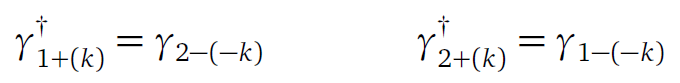 γ†1+(k) = γ2−(−k) γ†2+(k) = γ1−(−k)